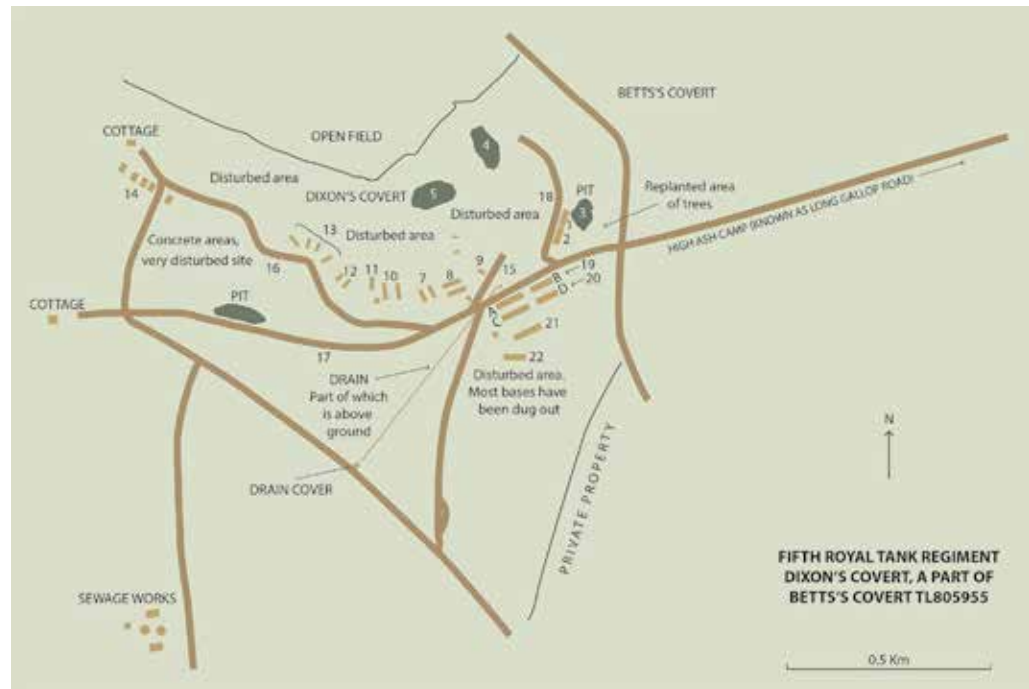 BETTS'S COVERT
COTTAGE
OPEN FIELD
4
14
Disturbed area
DIXON'S COVERT
5
18
PIT
3
Replanted area
of trees
Disturbed area
2
HIGH ASH CAMP (KNOWN AS LONG GALLOP ROAD)
13
Disturbed area
Concrete areas,
very disturbed site
16
12
11
10
7
8
9
15
B
19
D
20
A
C
COTTAGE
PIT
21
22
17
DRAIN
Part of which
is above
ground
Disturbed area.
Most bases have
been dug out
N
DRAIN COVER
PRIVATE PROPERTY
FIFTH ROYAL TANK REGIMENT
DIXON'S COVERT, A PART OF
BETTS'S COVERT TL805955
SEWAGE WORKS
0.5 Km